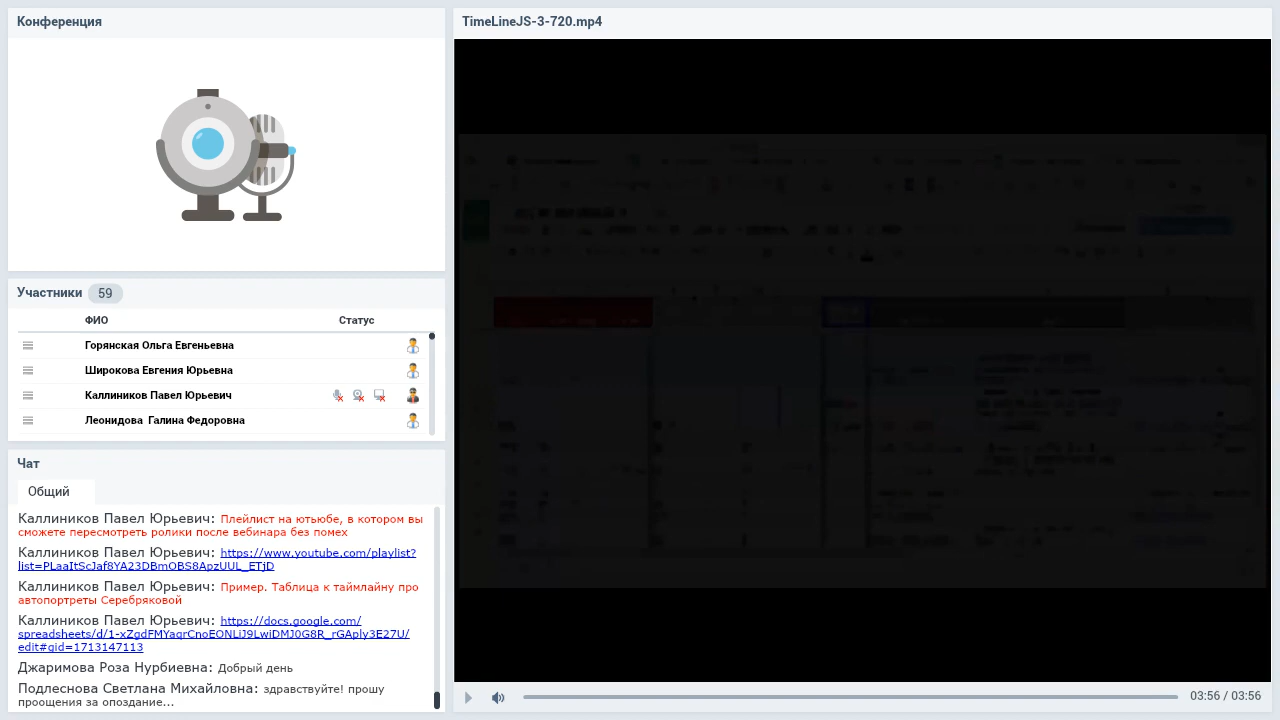 Конференция
TimeLineJS-3-720.mp4
Участники 59
ФИО Статус
Горянская Ольга Евгеньевна
Широкова Евгения Юрьевна
Каллиников Павел Юрьевич
Леонидова Галина Федоровна
Чат
Общий
Каллиников Павел Юрьевич: Плейлист на ютьюбе, в котором вы
сможете пересмотреть ролики после вебинара без помех
Каллиников Павел Юрьевич: https://www.youtube.com/playlist?
list=PLaaItScJaf8YA23DBmOBS8ApzUUL_ETjD
Каллиников Павел Юрьевич: Пример. Таблица к таймлайну про
автопортреты Серебряковой
Каллиников Павел Юрьевич: https://docs.google.com/
spreadsheets/d/1-xZgdFMYaqrCnoEONLiJ9LwiDMJ0G8R_rGAply3E27U/
edit#gid=1713147113
Джаримова Роза Нурбиевна: Добрый день
Подлеснова Светлана Михайловна: здравствуйте! прошу
проощения за опоздание...
03:56 / 03:56